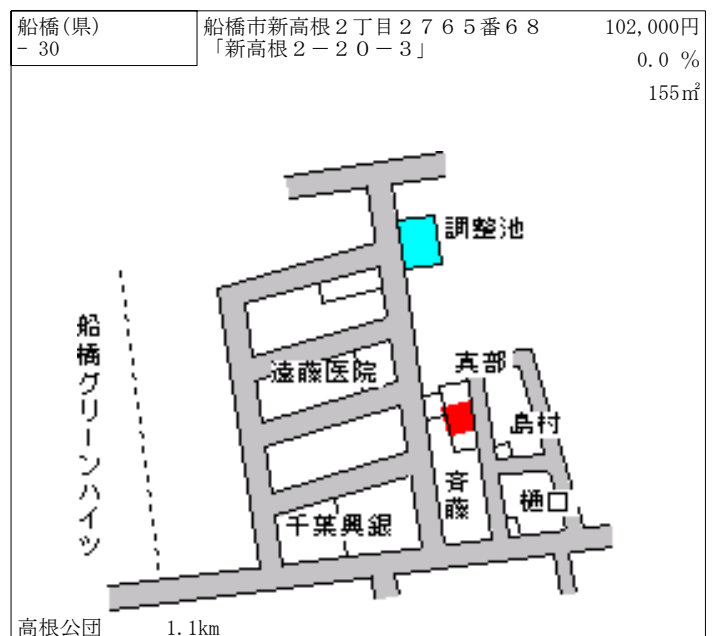 船橋(県)
- 30
船橋市新高根２丁目２７６５番６８
「新高根２－２０－３」
102,000円
0.0 %
155㎡
調整池
船橋グリーンハイツ
遠藤医院
真部
島村
斉藤
樋口
千葉興銀
高根公団 1.1km